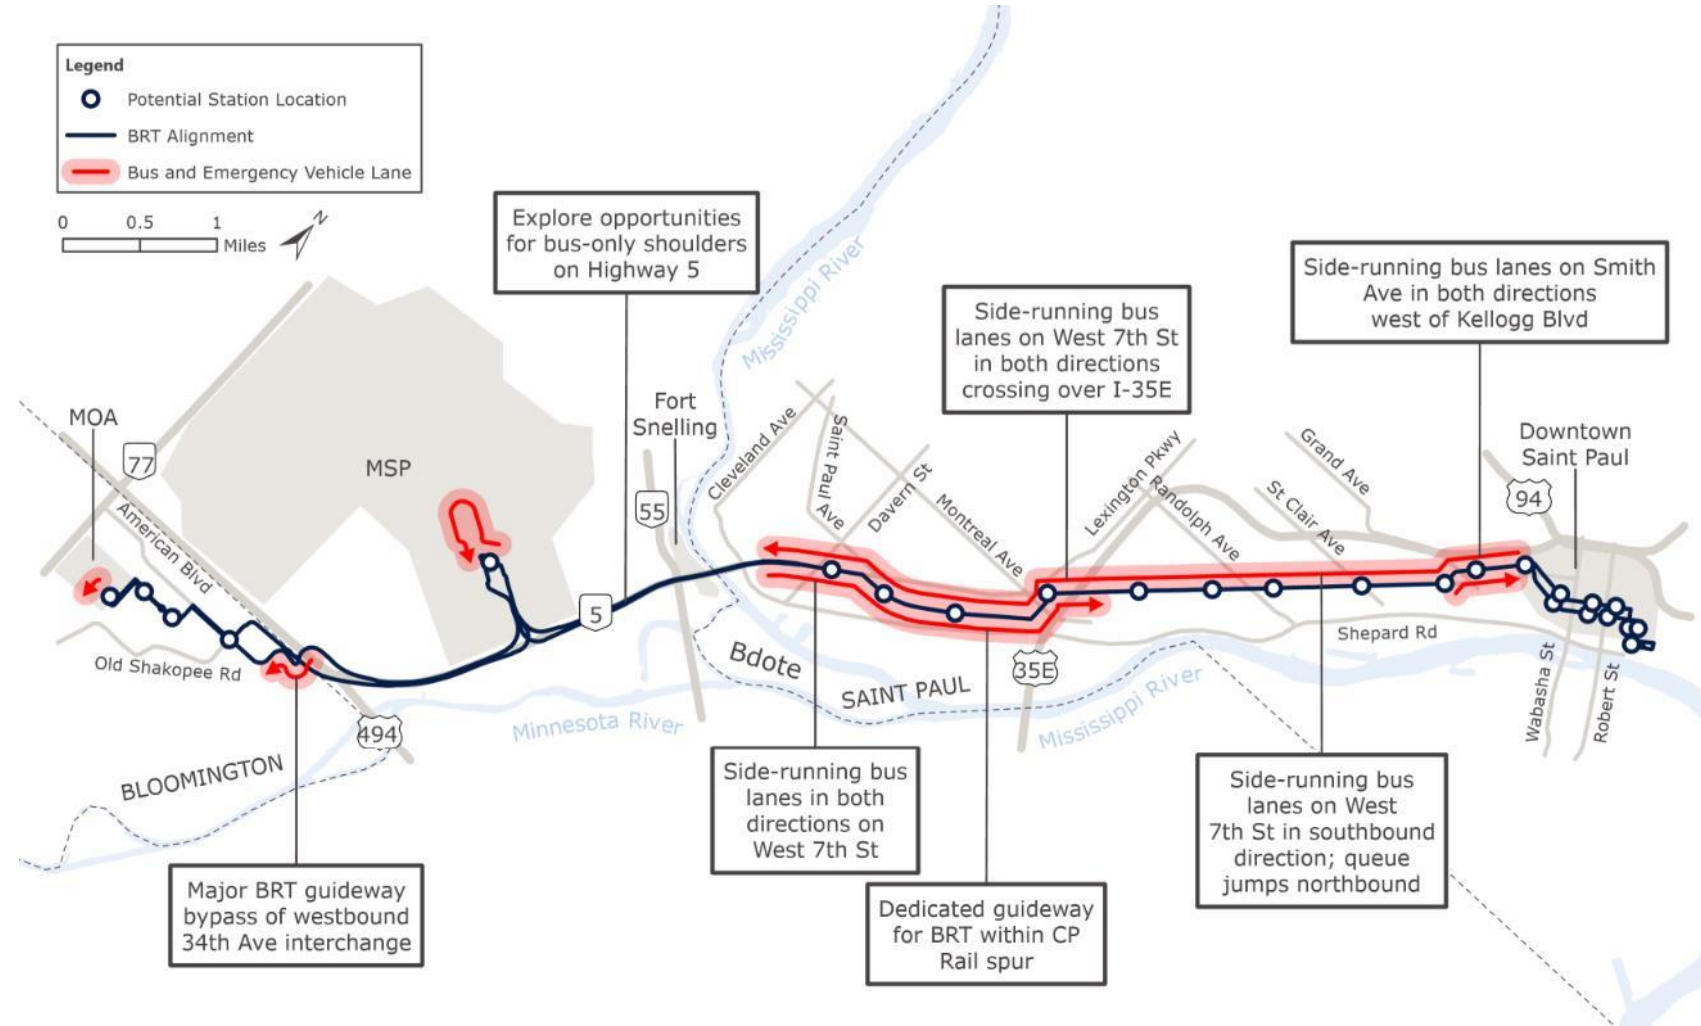 Legend
Potential Station Location
BRT Alignment
Bus and Emergency Vehicle Lane
0 0.5 1
Miles
N
Explore opportunities
for bus-only shoulders
on Highway 5
Side-running bus
lanes on West 7th St
in both directions
crossing over I-35E
Side-running bus lanes on Smith
Ave in both directions
west of Kellogg Blvd
MOA
77
MSP
Fort
Snelling
55
Mississippi River
Cleveland Ave
Saint Paul Ave
Davern St
Montreal Ave
Lexington Pkwy
Randolph Ave
St Clair Ave
Grand Ave
94
Downtown
Saint Paul
American Blvd
Old Shakopee Rd
5
494
BLOOMINGTON
Minnesota River
Bdote
SAINT PAUL
35E
Mississippi River
Shepard Rd
Wabasha St
Robert St
Major BRT guideway
bypass of westbound
34th Ave interchange
Side-running bus
lanes in both
directions on
West 7th St
Dedicated guideway
for BRT within CP
Rail spur
Side-running bus
lanes on West
7th St in southbound
direction; queue
jumps northbound